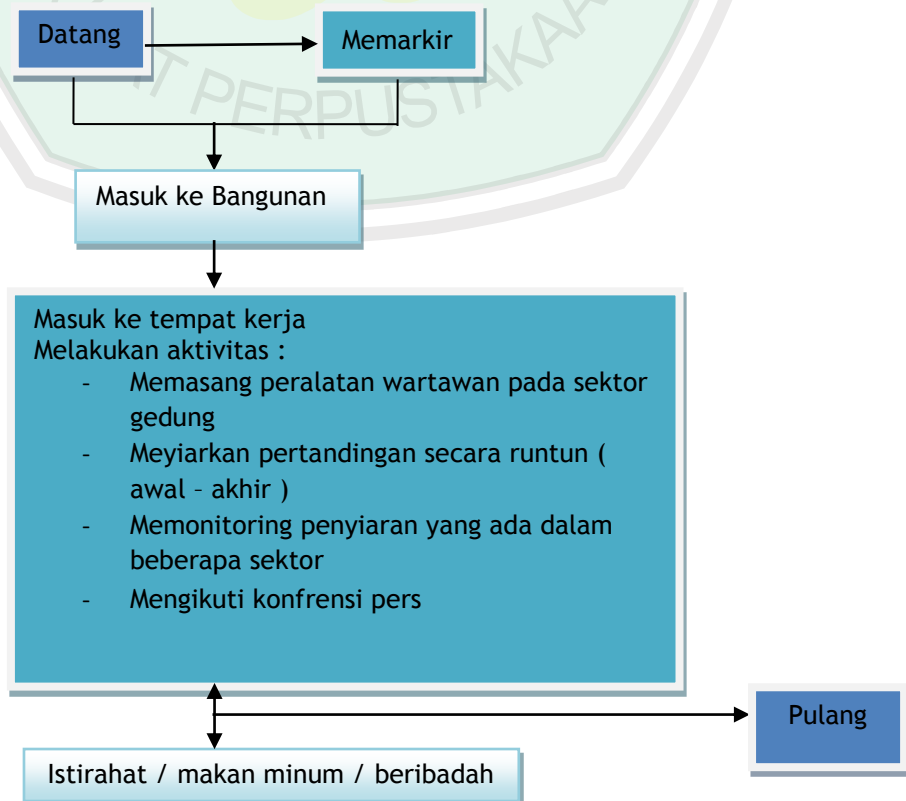 Datang
Memarkir
AT PERPUSTAKAA
Masuk ke Bangunan
Masuk ke tempat kerja
Melakukan aktivitas :
- Memasang peralatan wartawan pada sektor
gedung
- Meyiarkan pertandingan secara runtun (
awal – akhir )
- Memonitoring penyiaran yang ada dalam
beberapa sektor
- Mengikuti konfrensi pers
Pulang
Istirahat / makan minum / beribadah